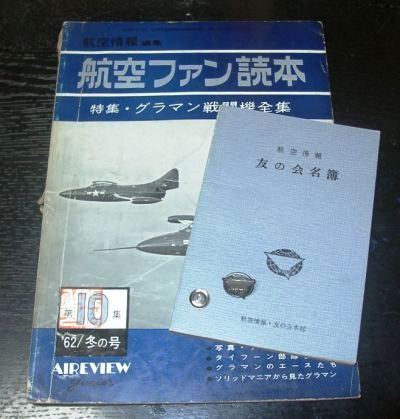 航空情報 編集
航空ファン読本
特集・グラマン戦闘機全集
航空情報
友の会名簿
航空情報・友の会本部
第
10
集
'62/冬の号
AIREVIEW
junior
写真・
タイフーン部
グラマンのエースたち
ソリッドマニアから見たグラマン